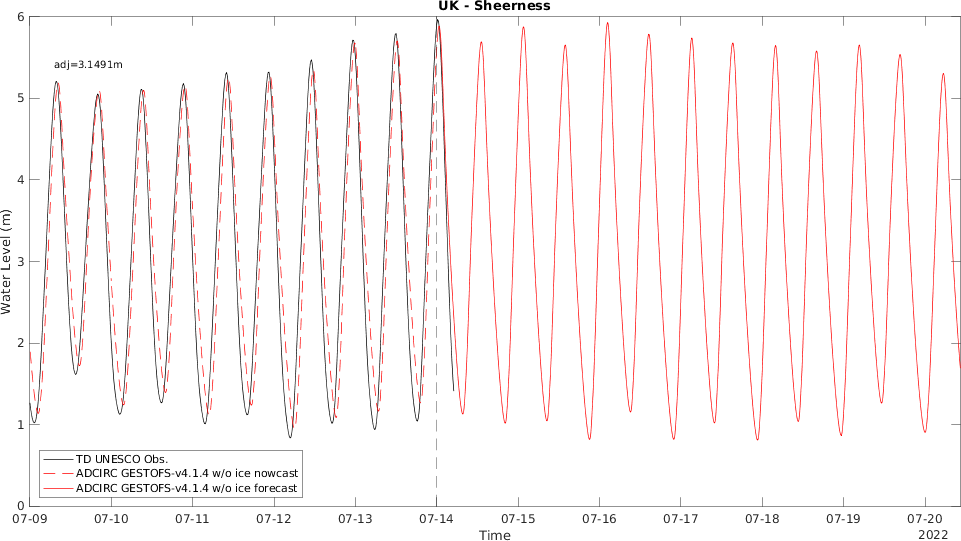 UK - Sheerness
adj=3.1491m
Water Level (m)
6
5
4
3
2
1
0
TD UNESCO Obs.
ADCIRC GESTOFS-v4.1.4 w/o ice nowcast
ADCIRC GESTOFS-v4.1.4 w/o ice forecast
07-09 07-10 07-11 07-12 07-13 07-14 07-15 07-16 07-17 07-18 07-19 07-20
Time
2022